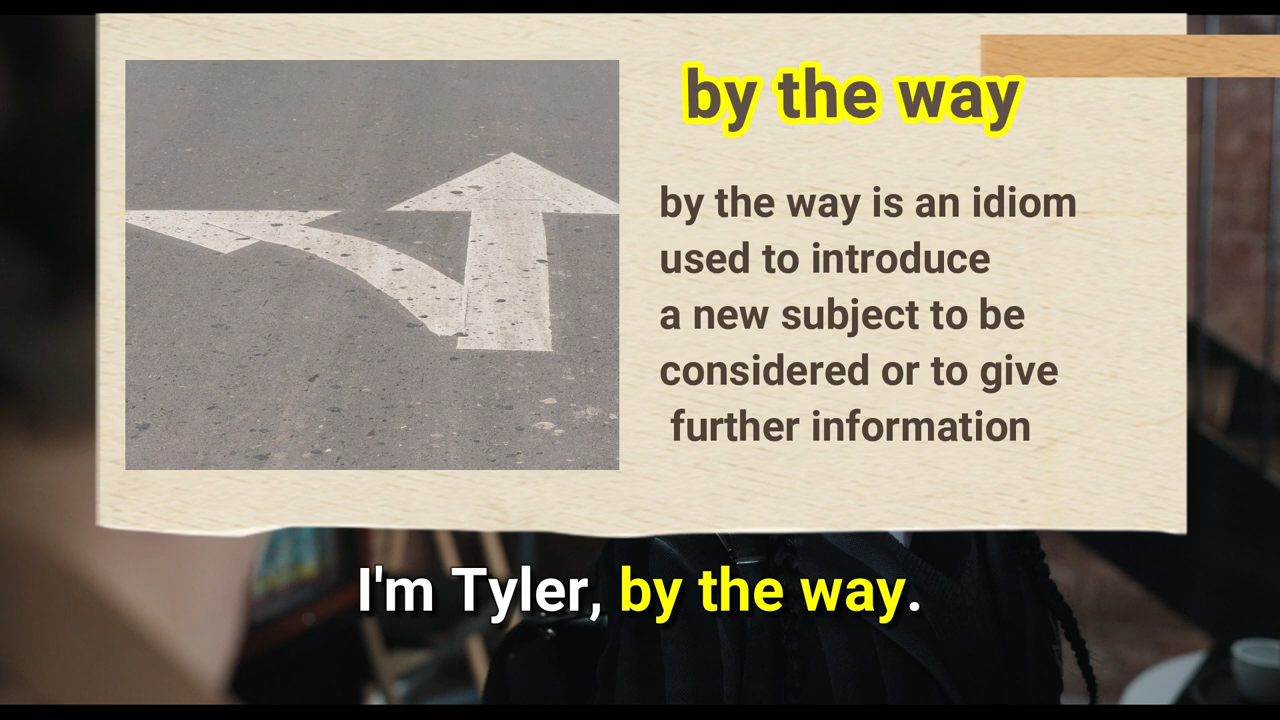 by the way
by the way is an idiom
used to introduce
a new subject to be
considered or to give
further information
I'm Tyler, by the way.